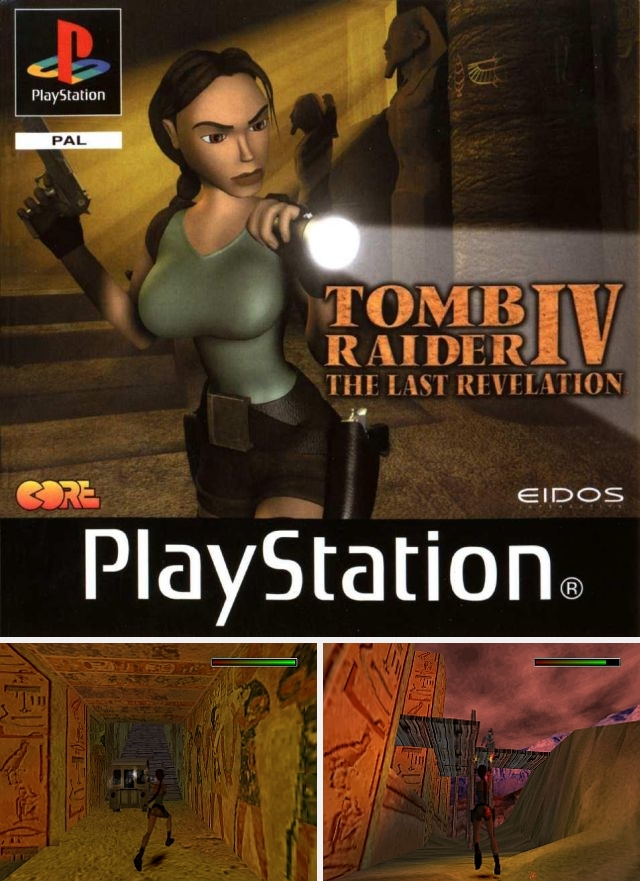 PlayStation
PAL
TOMB
RAIDER IV
THE LAST REVELATION
CORE
EIDOS
PlayStation®